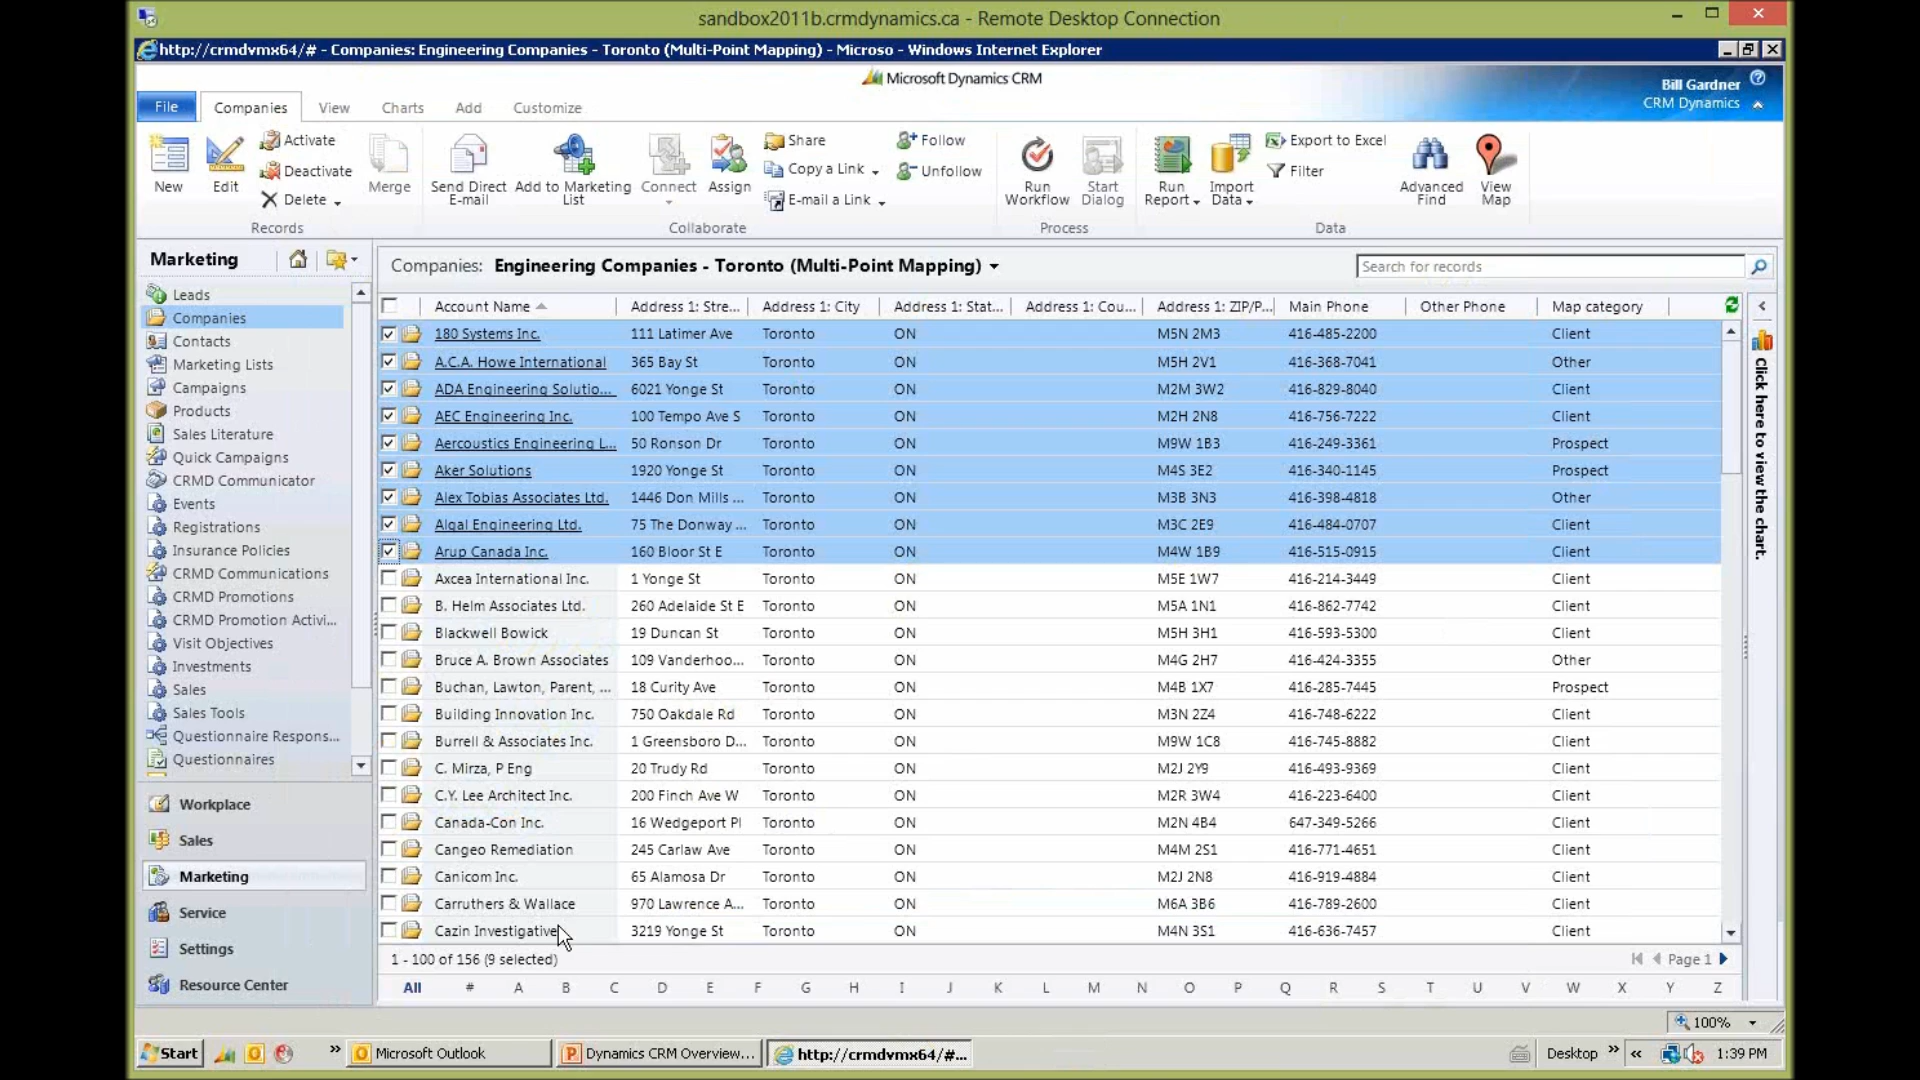 sandbox2011b.crmdynamics.ca - Remote Desktop Connection
http://crmdvmx64/# - Companies: Engineering Companies - Toronto (Multi-Point Mapping) - Microso - Windows Internet Explorer
Microsoft Dynamics CRM
Bill Gardner
CRM Dynamics
File Companies View Charts Add Customize
New Edit Activate Deactivate Delete Merge
Send Direct E-mail Add to Marketing List Connect Assign Share Copy a Link E-mail a Link Follow Unfollow
Run Workflow Start Dialog Run Report Import Data Export to Excel Filter Advanced Find View Map
Records Collaborate Process Data
Marketing
Leads
Companies
Contacts
Marketing Lists
Campaigns
Products
Sales Literature
Quick Campaigns
CRMD Communicator
Events
Registrations
Insurance Policies
CRMD Communications
CRMD Promotions
CRMD Promotion Activi...
Visit Objectives
Investments
Sales
Sales Tools
Questionnaire Respons...
Questionnaires
Workplace
Sales
Marketing
Service
Settings
Resource Center
Companies: Engineering Companies - Toronto (Multi-Point Mapping)
Search for records
Account Name Address 1: Stre... Address 1: City Address 1: Stat... Address 1: Cou... Address 1: ZIP/P... Main Phone Other Phone Map category
180 Systems Inc. 111 Latimer Ave Toronto ON M5N 2M3 416-485-2200 Client
A.C.A. Howe International 365 Bay St Toronto ON M5H 2V1 416-368-7041 Other
ADA Engineering Solutio... 6021 Yonge St Toronto ON M2M 3W2 416-829-8040 Client
AEC Engineering Inc. 100 Tempo Ave S Toronto ON M2H 2N8 416-756-7222 Client
Aercoustics Engineering L... 50 Ronson Dr Toronto ON M9W 1B3 416-249-3361 Prospect
Aker Solutions 1920 Yonge St Toronto ON M4S 3E2 416-340-1145 Prospect
Alex Tobias Associates Ltd. 1446 Don Mills ... Toronto ON M3B 3N3 416-398-4818 Other
Algal Engineering Ltd. 75 The Donway ... Toronto ON M3C 2E9 416-484-0707 Client
Arup Canada Inc. 160 Bloor St E Toronto ON M4W 1B9 416-515-0915 Client
Axcea International Inc. 1 Yonge St Toronto ON M5E 1W7 416-214-3449 Client
B. Helm Associates Ltd. 260 Adelaide St E Toronto ON M5A 1N1 416-862-7742 Client
Blackwell Bowick 19 Duncan St Toronto ON M5H 3H1 416-593-5300 Client
Bruce A. Brown Associates 109 Vanderhoo... Toronto ON M4G 2H7 416-424-3355 Other
Buchan, Lawton, Parent, ... 18 Curity Ave Toronto ON M4B 1X7 416-285-7445 Prospect
Building Innovation Inc. 750 Oakdale Rd Toronto ON M3N 2Z4 416-748-6222 Client
Burrell & Associates Inc. 1 Greensboro D... Toronto ON M9W 1C8 416-745-8882 Client
C. Mirza, P Eng 20 Trudy Rd Toronto ON M2J 2Y9 416-493-9369 Client
C.Y. Lee Architect Inc. 200 Finch Ave W Toronto ON M2R 3W4 416-223-6400 Client
Canada-Con Inc. 16 Wedgeport Pl Toronto ON M2N 4B4 647-349-5266 Client
Cangeo Remediation 245 Carlaw Ave Toronto ON M4M 2S1 416-771-4651 Client
Canicom Inc. 65 Alamosa Dr Toronto ON M2J 2N8 416-919-4884 Client
Carruthers & Wallace 970 Lawrence A... Toronto ON M6A 3B6 416-789-2600 Client
Cazin Investigative 3219 Yonge St Toronto ON M4N 3S1 416-636-7457 Client
1 - 100 of 156 (9 selected) Page 1
All # A B C D E F G H I J K L M N O P Q R S T U V W X Y Z
Click here to view the chart.
100%
Start Microsoft Outlook Dynamics CRM Overview... http://crmdvmx64/#... Desktop 1:39 PM